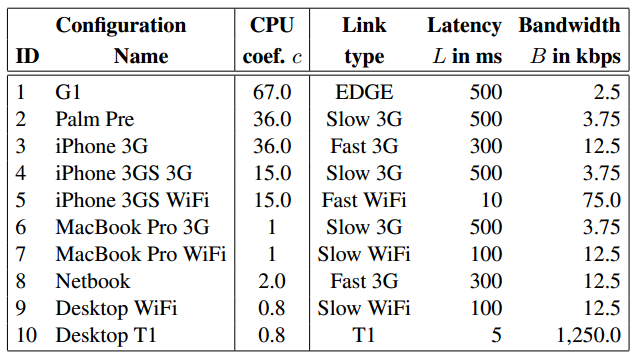 Configuration CPU Link Latency Bandwidth
ID Name coef. c type L in ms B in kbps
1 G1 67.0 EDGE 500 2.5
2 Palm Pre 36.0 Slow 3G 500 3.75
3 iPhone 3G 36.0 Fast 3G 300 12.5
4 iPhone 3GS 3G 15.0 Slow 3G 500 3.75
5 iPhone 3GS WiFi 15.0 Fast WiFi 10 75.0
6 MacBook Pro 3G 1 Slow 3G 500 3.75
7 MacBook Pro WiFi 1 Slow WiFi 100 12.5
8 Netbook 2.0 Fast 3G 300 12.5
9 Desktop WiFi 0.8 Slow WiFi 100 12.5
10 Desktop T1 0.8 T1 5 1,250.0